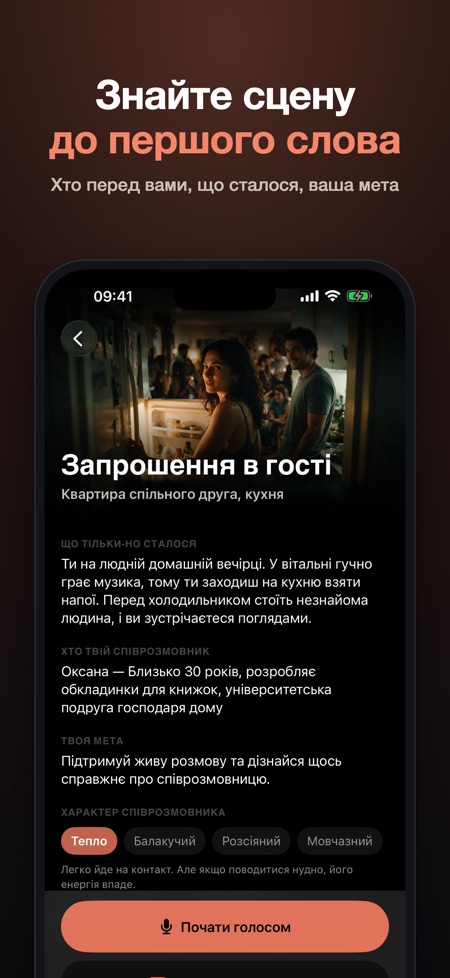 Знайте сцену
до першого слова
Хто перед вами, що сталося, ваша мета
09:41
Запрошення в гості
Квартира спільного друга, кухня
ЩО ТІЛЬКИ-НО СТАЛОСЯ
Ти на людній домашній вечірці. У вітальні гучно
грає музика, тому ти заходиш на кухню взяти
напої. Перед холодильником стоїть незнайома
людина, і ви зустрічаєтеся поглядами.
ХТО ТВІЙ СПІВРОЗМОВНИК
Оксана — Близько 30 років, розробляє
обкладинки для книжок, університетська
подруга господаря дому
ТВОЯ МЕТА
Підтримуй живу розмову та дізнайся щось
справжнє про співрозмовницю.
ХАРАКТЕР СПІВРОЗМОВНИКА
Тепло Балакучий Розсіяний Мовчазний
Легко йде на контакт. Але якщо поводитися нудно, його
енергія впаде.
Почати голосом